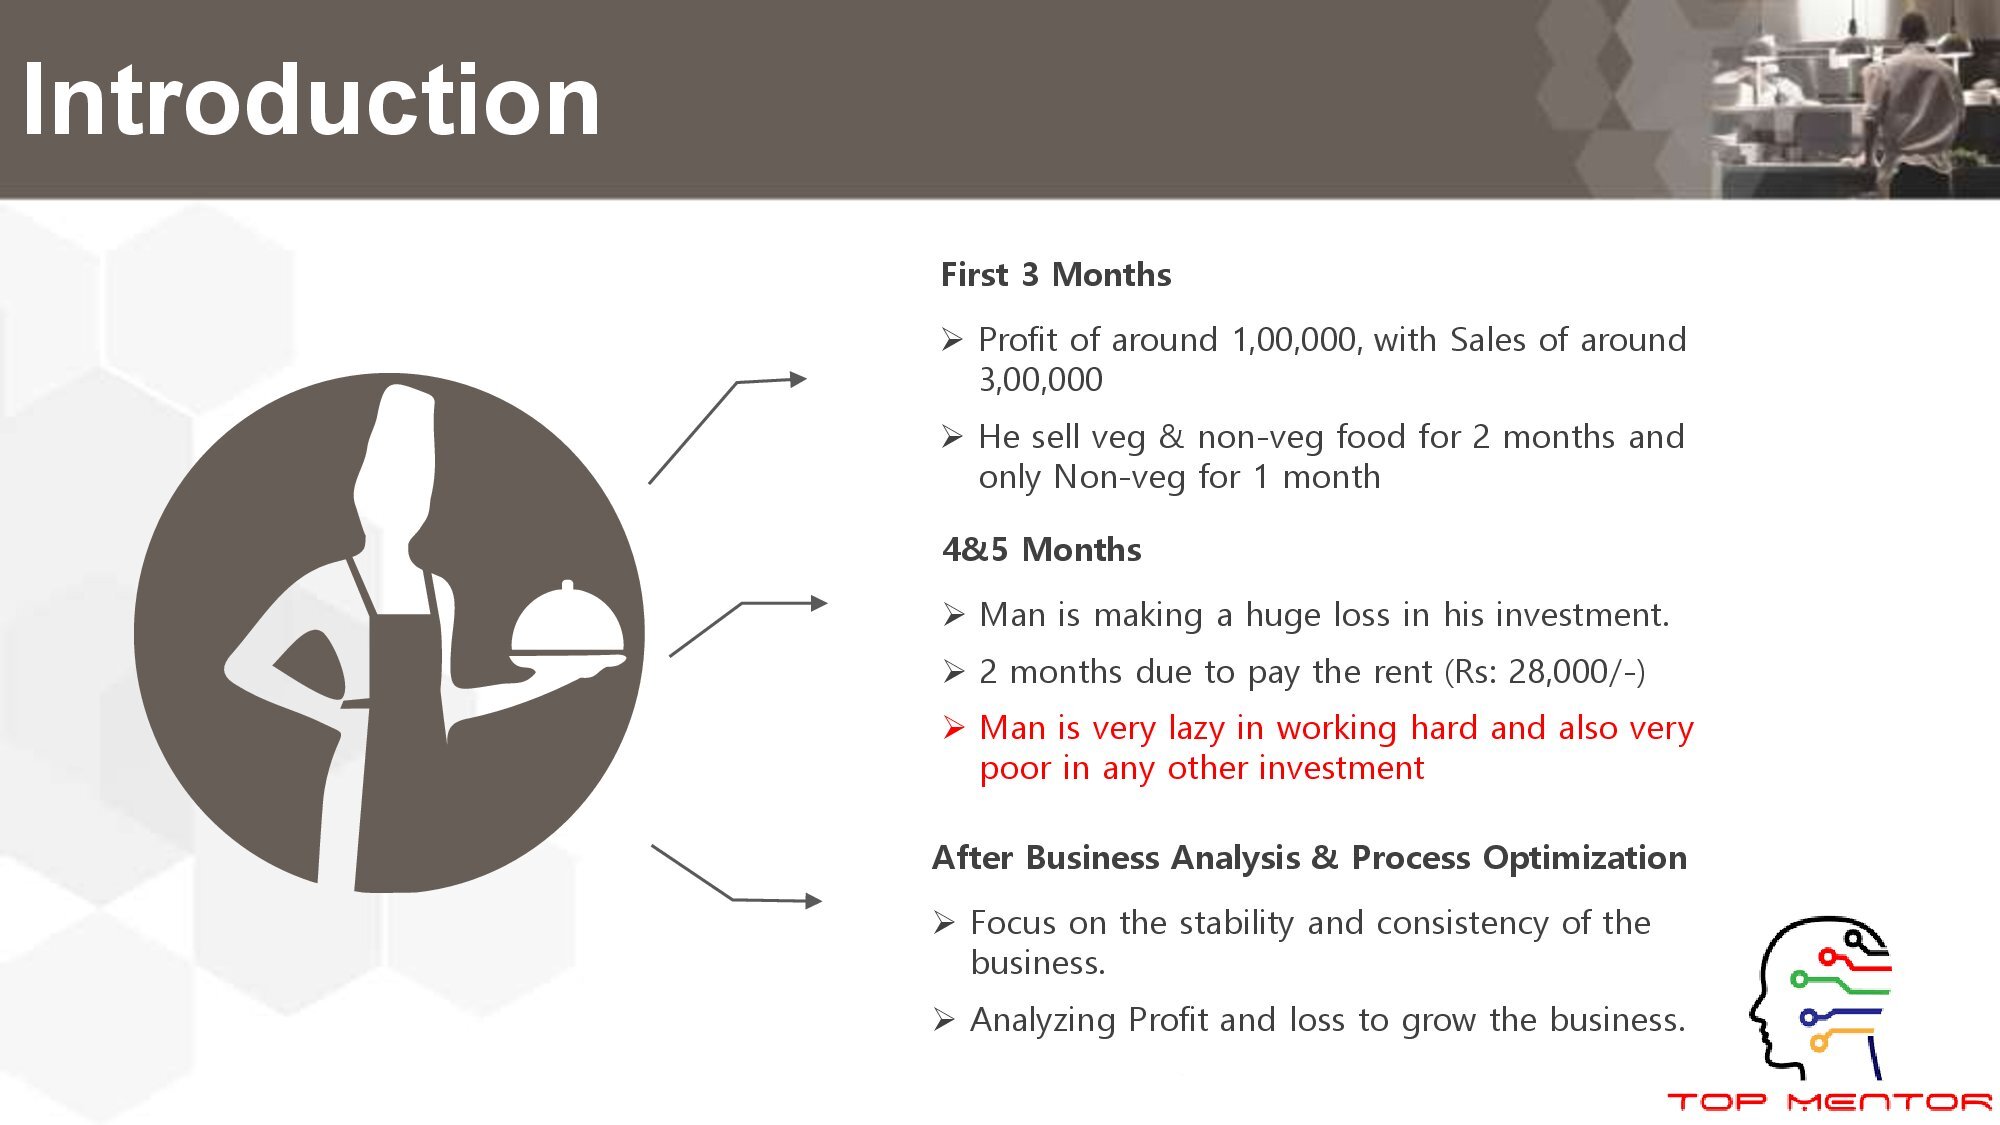 Introduction
First 3 Months
➢ Profit of around 1,00,000, with Sales of around
3,00,000
➢ He sell veg & non-veg food for 2 months and
only Non-veg for 1 month
4&5 Months
➢ Man is making a huge loss in his investment.
➢ 2 months due to pay the rent (Rs: 28,000/-)
➢ Man is very lazy in working hard and also very
poor in any other investment
After Business Analysis & Process Optimization
➢ Focus on the stability and consistency of the
business.
➢ Analyzing Profit and loss to grow the business.
TOP MENTOR